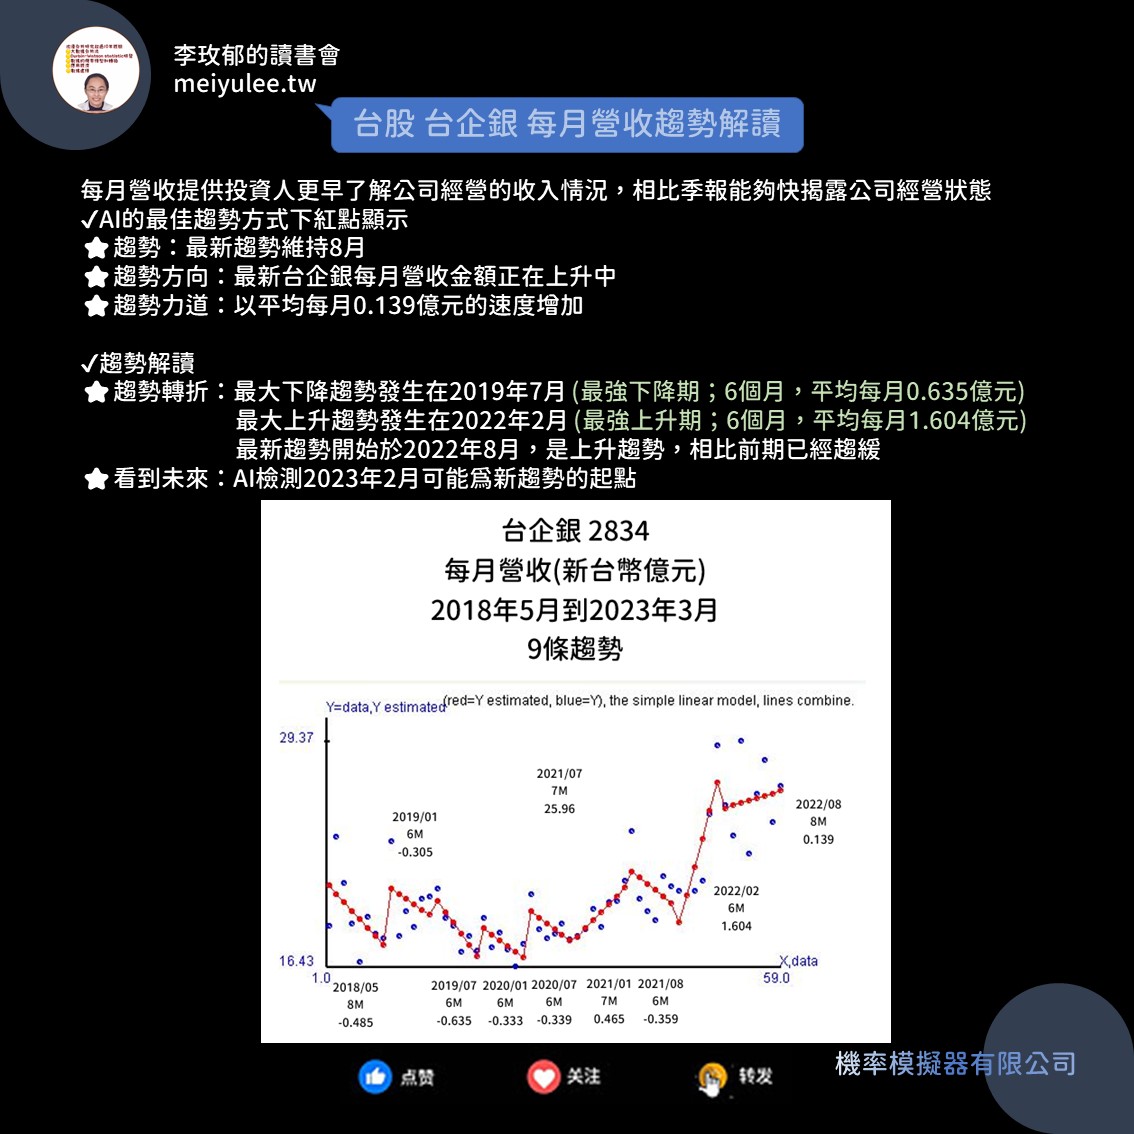 李玫郁的讀書會
meiyulee.tw
台股 台企銀 每月營收趨勢解讀
每月營收提供投資人更早了解公司經營的收入情況，相比季報能夠快揭露公司經營狀態
✓AI的最佳趨勢方式下紅點顯示
★ 趨勢：最新趨勢維持8月
★ 趨勢方向：最新台企銀每月營收金額正在上升中
★ 趨勢力道：以平均每月0.139億元的速度增加
✓趨勢解讀
★ 趨勢轉折：最大下降趨勢發生在2019年7月 (最強下降期；6個月，平均每月0.635億元)
最大上升趨勢發生在2022年2月 (最強上升期；6個月，平均每月1.604億元)
最新趨勢開始於2022年8月，是上升趨勢，相比前期已經趨緩
★ 看到未來：AI檢測2023年2月可能爲新趨勢的起點
台企銀 2834
每月營收(新台幣億元)
2018年5月到2023年3月
9條趨勢
Y=data,Y estimated
(red=Y estimated, blue=Y), the simple linear model, lines combine.
29.37
2021/07
7M
25.96
2022/08
8M
0.139
2019/01
6M
-0.305
2022/02
6M
1.604
16.43
X,data
1.0
59.0
2018/05
8M
-0.485
2019/07
6M
-0.635
2020/01
6M
-0.333
2020/07
6M
-0.339
2021/01
7M
0.465
2021/08
6M
-0.359
机率模擬器有限公司
点赞
关注
转发